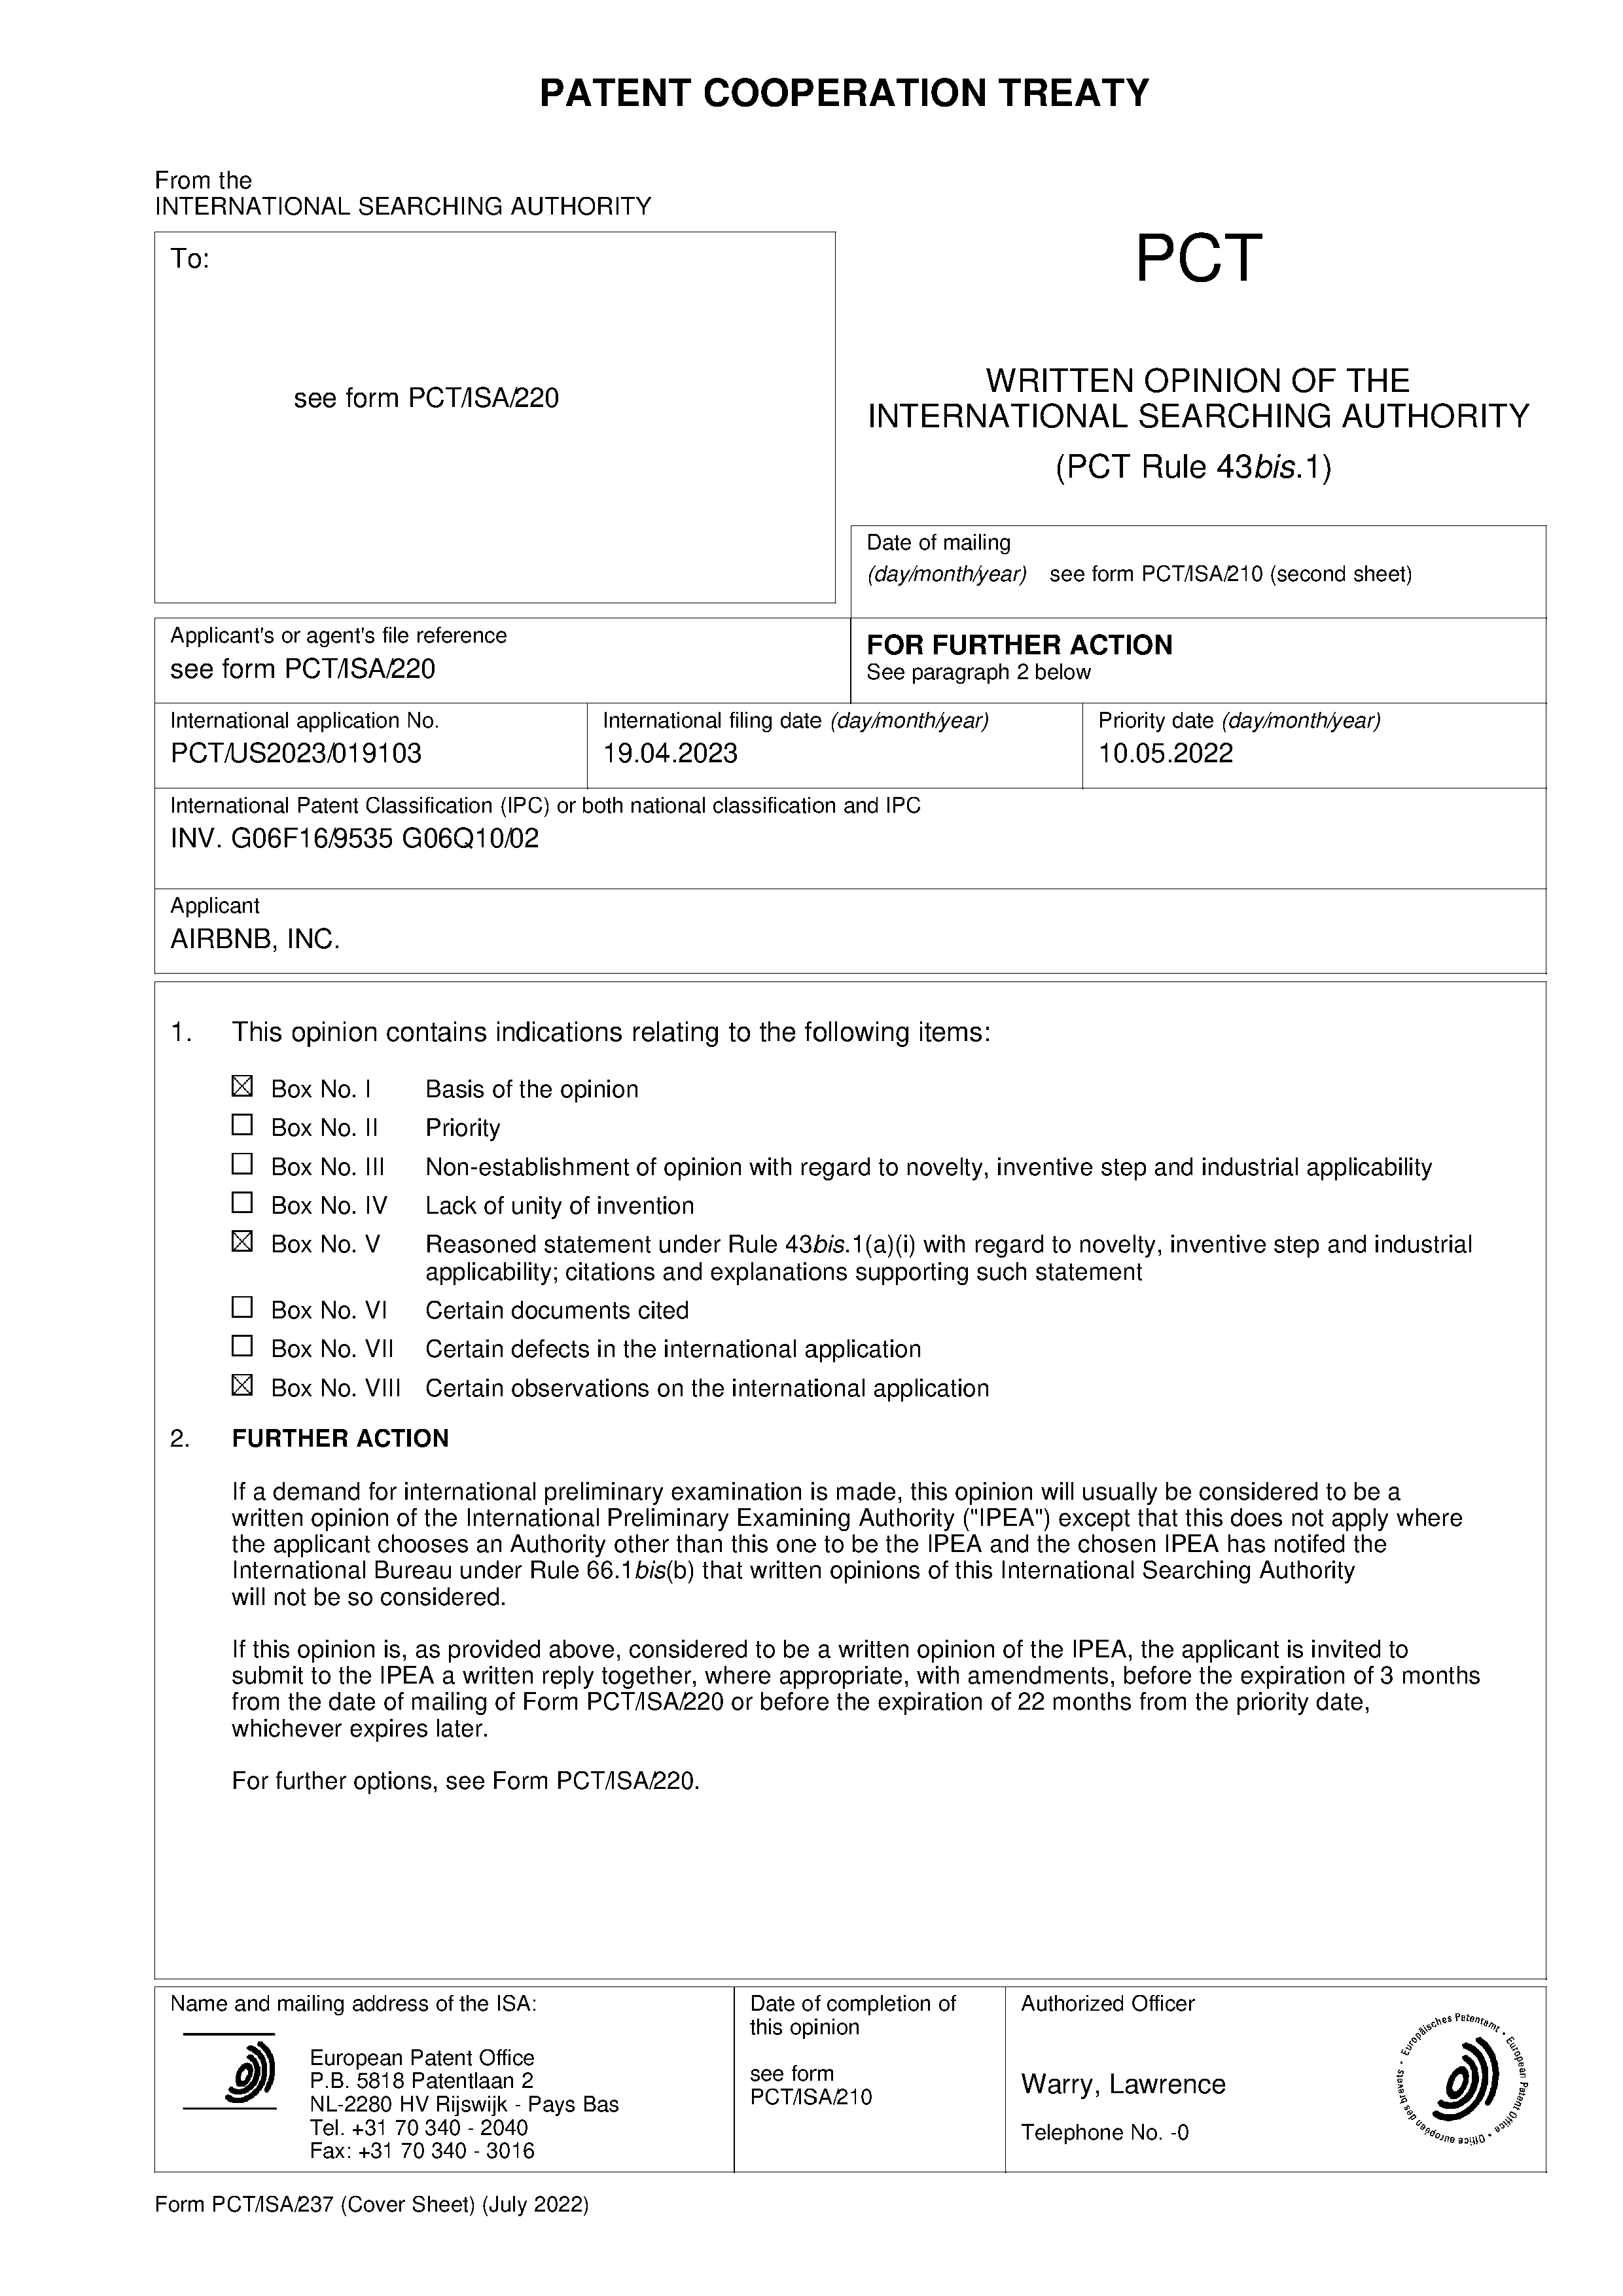 PATENT COOPERATION TREATY
From the
INTERNATIONAL SEARCHING AUTHORITY
To:
see form PCT/ISA/220
PCT
WRITTEN OPINION OF THE
INTERNATIONAL SEARCHING AUTHORITY
(PCT Rule 43bis.1)
Date of mailing
(day/month/year) see form PCT/ISA/210 (second sheet)
Applicant's or agent's file reference
see form PCT/ISA/220
FOR FURTHER ACTION
See paragraph 2 below
International application No.
PCT/US2023/019103
International filing date (day/month/year)
19.04.2023
Priority date (day/month/year)
10.05.2022
International Patent Classification (IPC) or both national classification and IPC
INV. G06F16/9535 G06Q10/02
Applicant
AIRBNB, INC.
1. This opinion contains indications relating to the following items:
☒ Box No. I Basis of the opinion
☐ Box No. II Priority
☐ Box No. III Non-establishment of opinion with regard to novelty, inventive step and industrial applicability
☐ Box No. IV Lack of unity of invention
☒ Box No. V Reasoned statement under Rule 43bis.1(a)(i) with regard to novelty, inventive step and industrial
applicability; citations and explanations supporting such statement
☐ Box No. VI Certain documents cited
☐ Box No. VII Certain defects in the international application
☒ Box No. VIII Certain observations on the international application
2. FURTHER ACTION
If a demand for international preliminary examination is made, this opinion will usually be considered to be a
written opinion of the International Preliminary Examining Authority ("IPEA") except that this does not apply where
the applicant chooses an Authority other than this one to be the IPEA and the chosen IPEA has notifed the
International Bureau under Rule 66.1bis(b) that written opinions of this International Searching Authority
will not be so considered.
If this opinion is, as provided above, considered to be a written opinion of the IPEA, the applicant is invited to
submit to the IPEA a written reply together, where appropriate, with amendments, before the expiration of 3 months
from the date of mailing of Form PCT/ISA/220 or before the expiration of 22 months from the priority date,
whichever expires later.
For further options, see Form PCT/ISA/220.
Name and mailing address of the ISA:
European Patent Office
P.B. 5818 Patentlaan 2
NL-2280 HV Rijswijk - Pays Bas
Tel. +31 70 340 - 2040
Fax: +31 70 340 - 3016
Date of completion of
this opinion
see form
PCT/ISA/210
Authorized Officer
Warry, Lawrence
Telephone No. -0
Europäisches Patentamt • European Patent Office • Office européen des brevets •
Form PCT/ISA/237 (Cover Sheet) (July 2022)